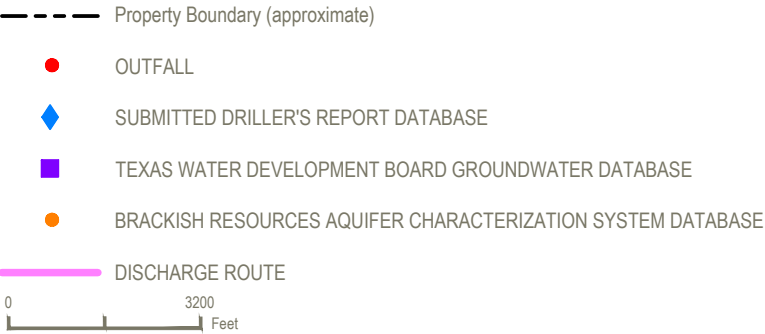 Property Boundary (approximate)
OUTFALL
SUBMITTED DRILLER'S REPORT DATABASE
TEXAS WATER DEVELOPMENT BOARD GROUNDWATER DATABASE
BRACKISH RESOURCES AQUIFER CHARACTERIZATION SYSTEM DATABASE
DISCHARGE ROUTE
0 3200
Feet